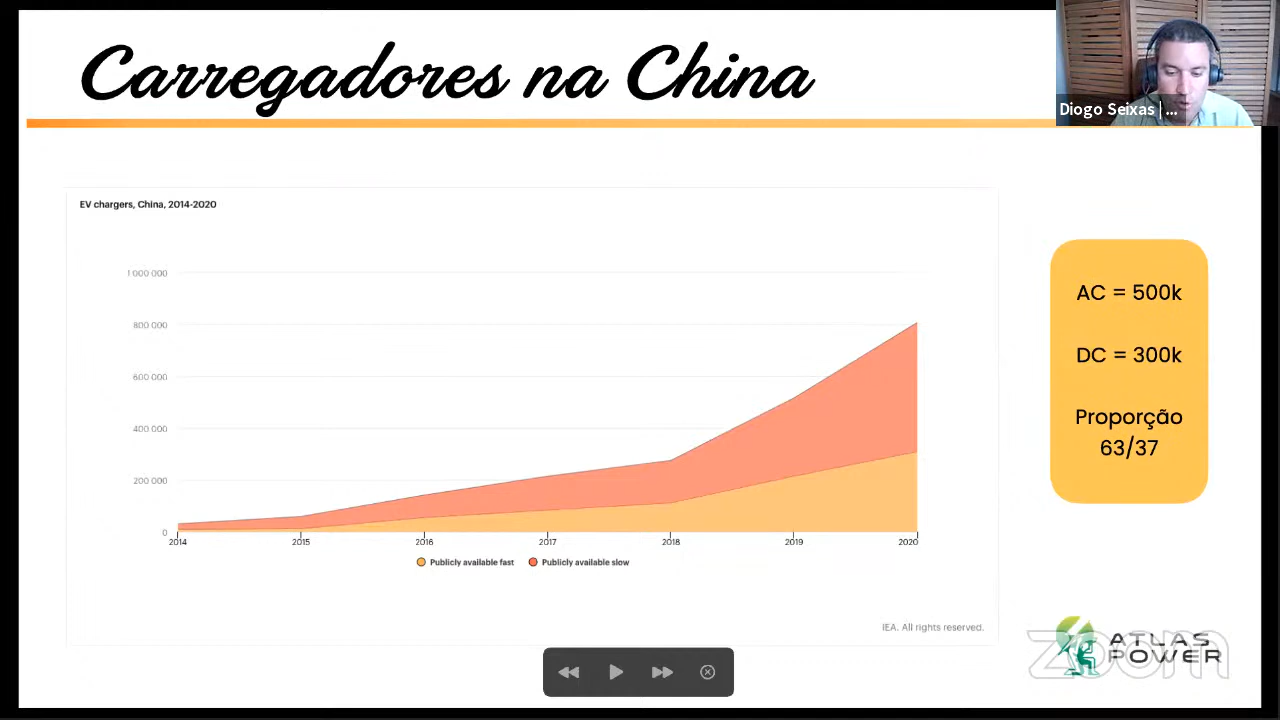 Carregadores na China
Diogo Seixas | ...
EV chargers, China, 2014-2020
1 000 000
800 000
600 000
400 000
200 000
0
2014 2015 2016 2017 2018 2019 2020
Publicly available fast Publicly available slow
IEA. All rights reserved.
AC = 500k
DC = 300k
Proporção
63/37
ATLAS
POWER
zoom